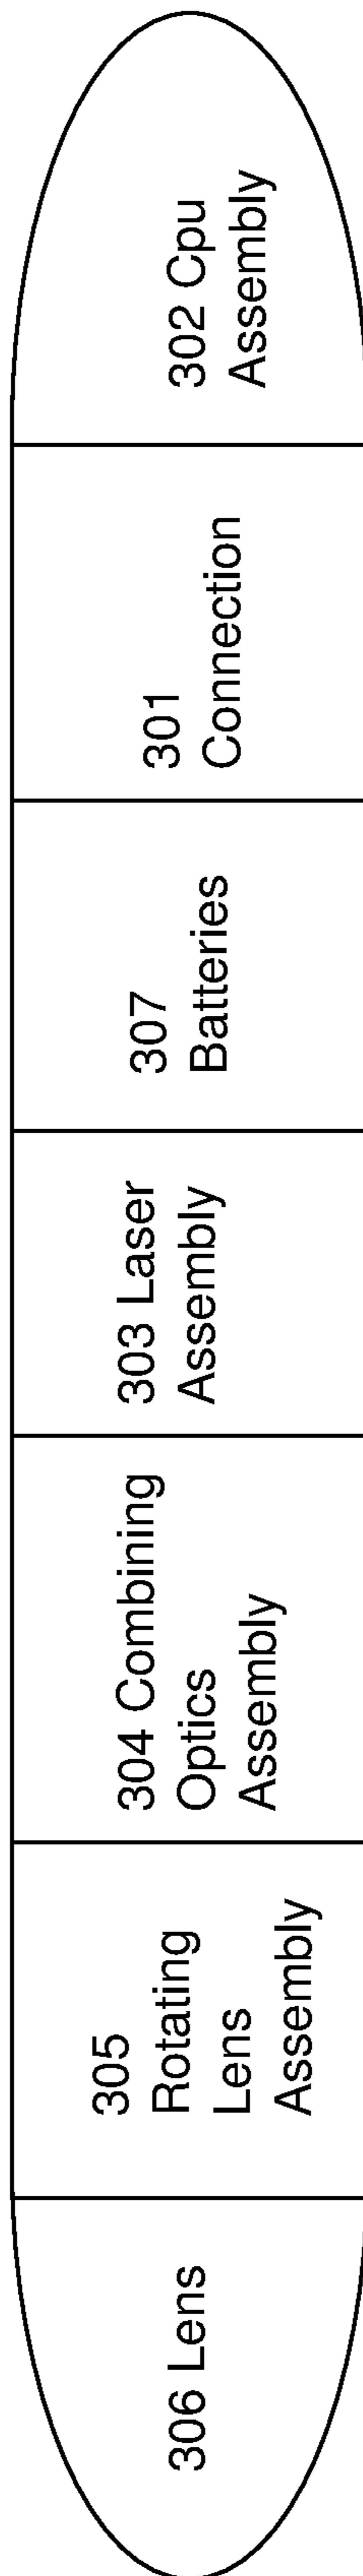 306 Lens
305
Rotating
Lens
Assembly
304 Combining
Optics
Assembly
303 Laser
Assembly
307
Batteries
301
Connection
302 Cpu
Assembly